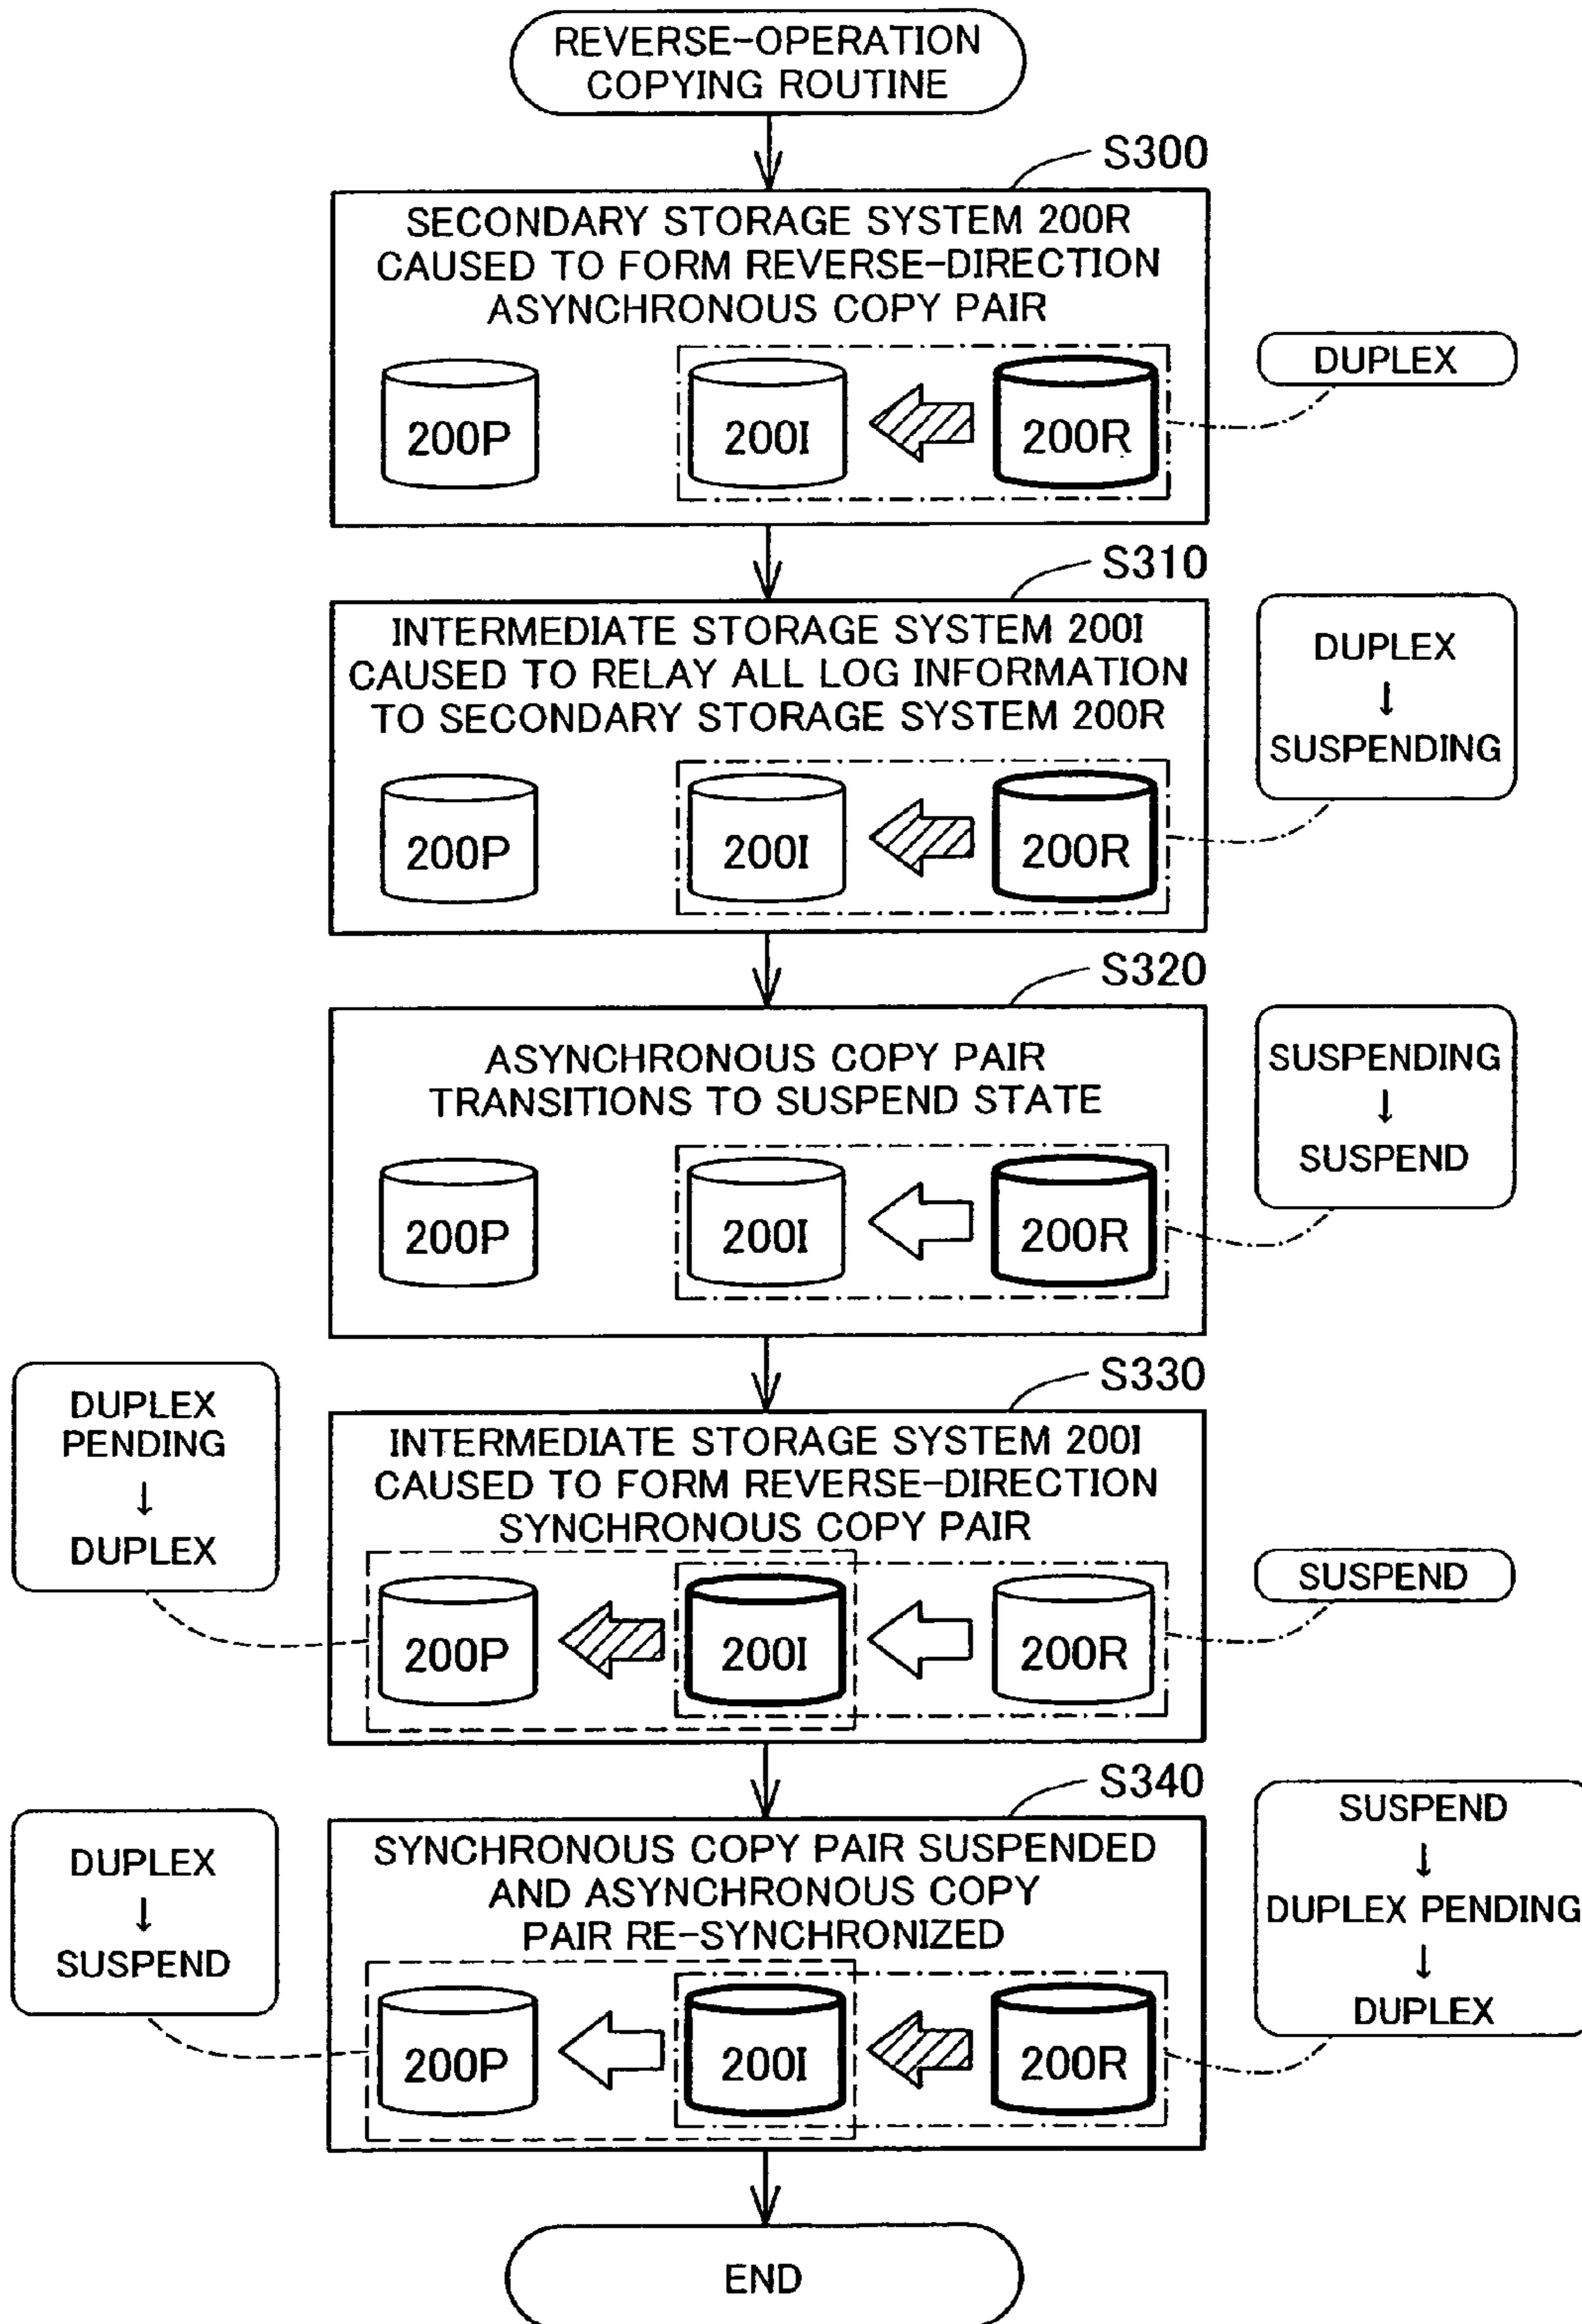 REVERSE-OPERATION
COPYING ROUTINE
S300
SECONDARY STORAGE SYSTEM 200R
CAUSED TO FORM REVERSE-DIRECTION
ASYNCHRONOUS COPY PAIR
200P
200I
200R
DUPLEX
S310
INTERMEDIATE STORAGE SYSTEM 200I
CAUSED TO RELAY ALL LOG INFORMATION
TO SECONDARY STORAGE SYSTEM 200R
200P
200I
200R
DUPLEX
↓
SUSPENDING
S320
ASYNCHRONOUS COPY PAIR
TRANSITIONS TO SUSPEND STATE
200P
200I
200R
SUSPENDING
↓
SUSPEND
S330
DUPLEX
PENDING
↓
DUPLEX
INTERMEDIATE STORAGE SYSTEM 200I
CAUSED TO FORM REVERSE-DIRECTION
SYNCHRONOUS COPY PAIR
200P
200I
200R
SUSPEND
S340
DUPLEX
↓
SUSPEND
SYNCHRONOUS COPY PAIR SUSPENDED
AND ASYNCHRONOUS COPY
PAIR RE-SYNCHRONIZED
200P
200I
200R
SUSPEND
↓
DUPLEX PENDING
↓
DUPLEX
END